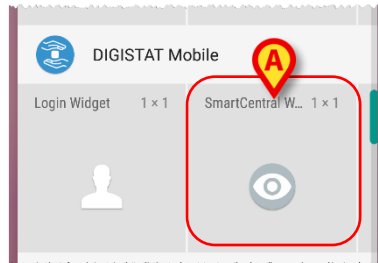 DIGISTAT Mobile
A
Login Widget 1 × 1
SmartCentral W... 1 × 1